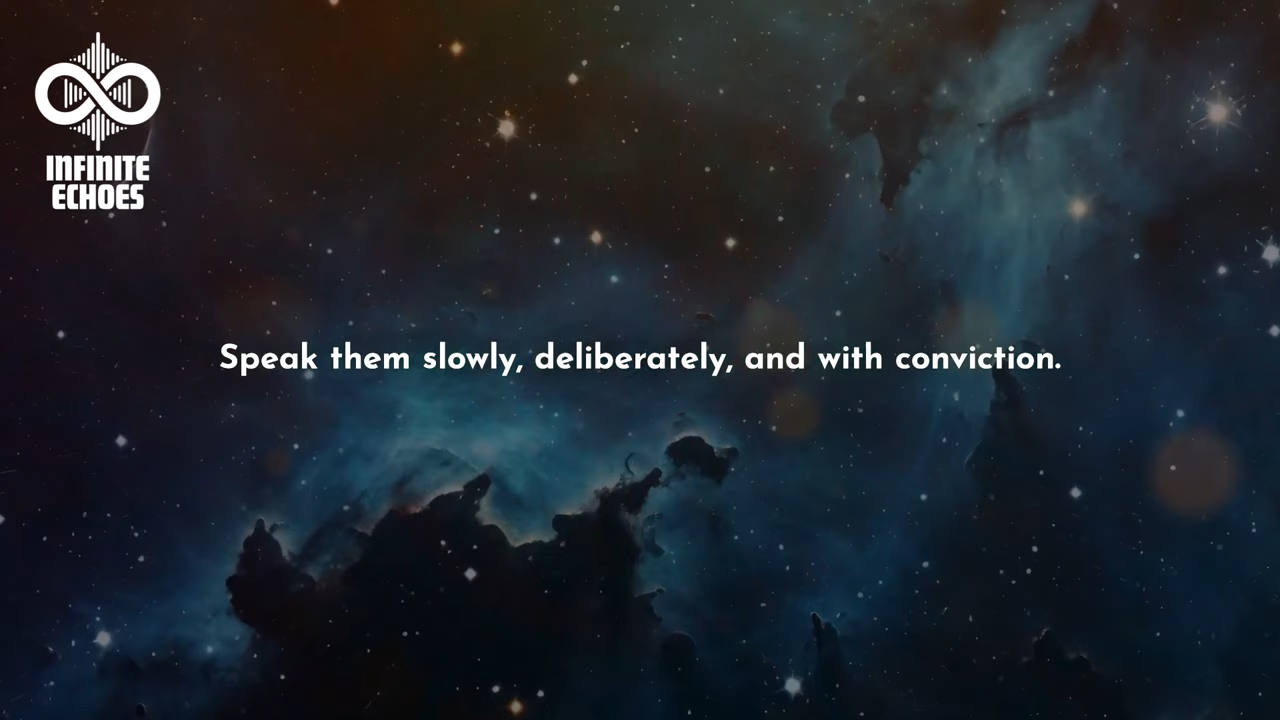 INFINITE
ECHOES
Speak them slowly, deliberately, and with conviction.